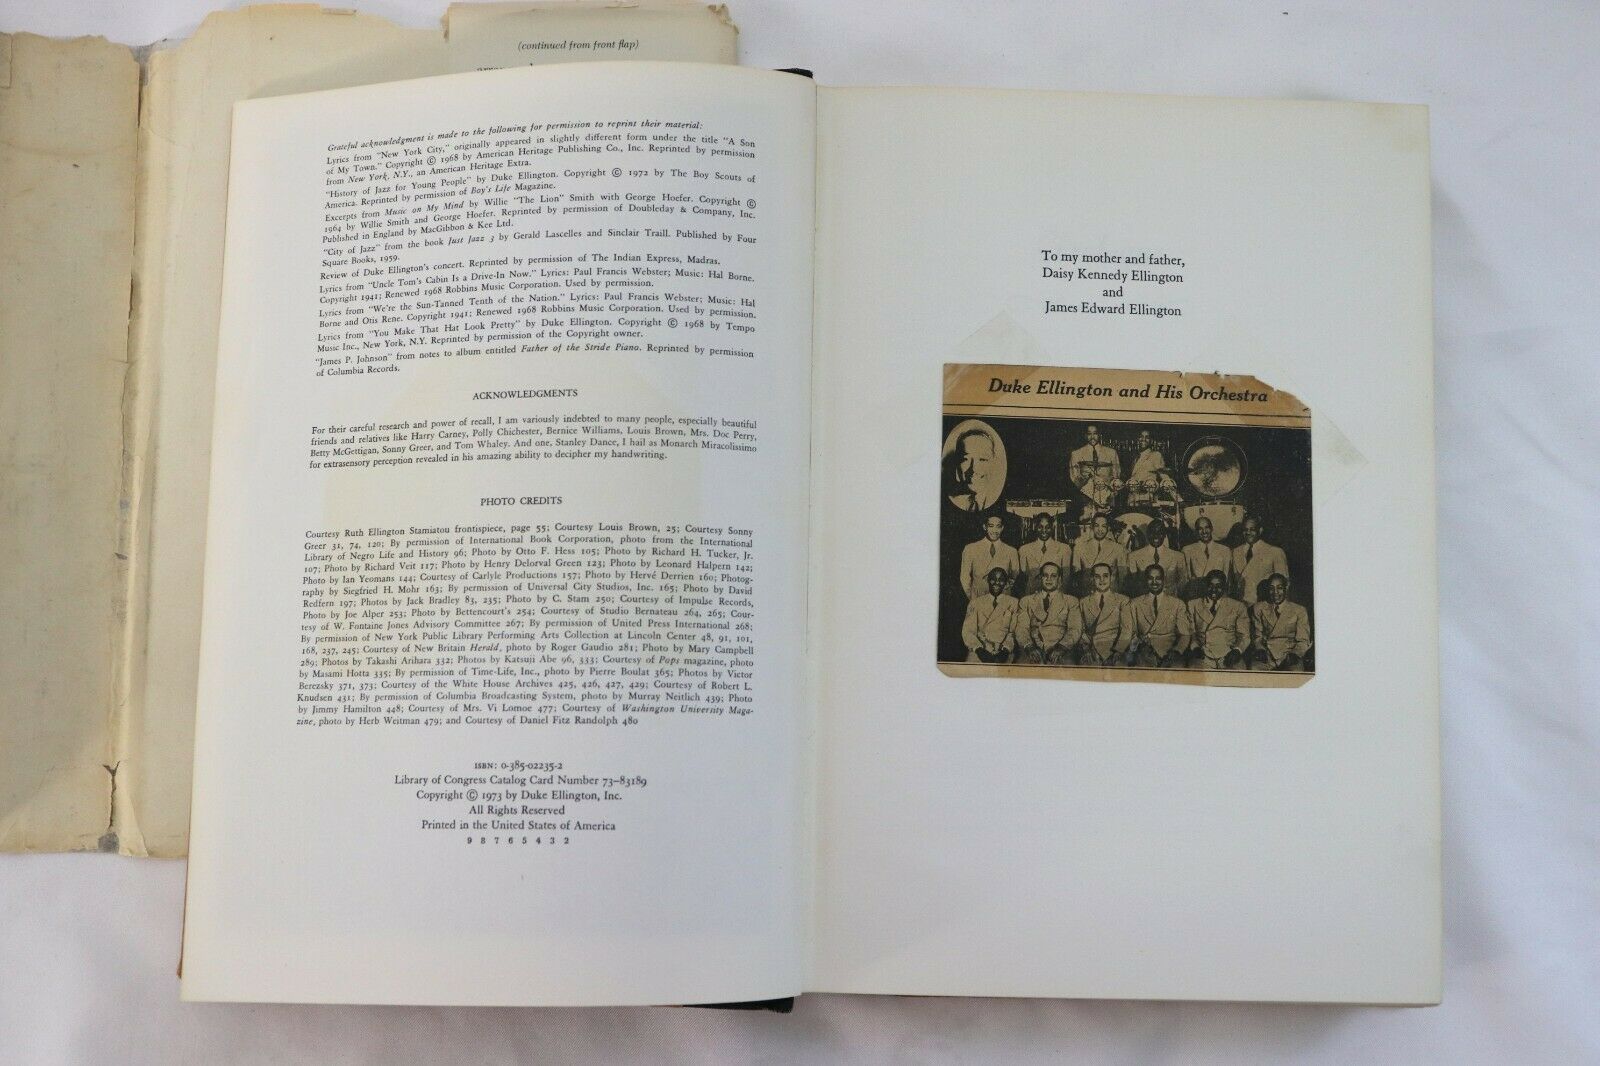 (continued from front flap)
Grateful acknowledgment is made to the following for permission to reprint their material:
Lyrics from "New York City," originally appeared in slightly different form under the title "A Son
of My Town." Copyright © 1968 by American Heritage Publishing Co., Inc. Reprinted by permission
from New York, N.Y., an American Heritage Extra.
"History of Jazz for Young People" by Duke Ellington. Copyright © 1972 by The Boy Scouts of
America. Reprinted by permission of Boy's Life Magazine.
Excerpts from Music on My Mind by Willie "The Lion" Smith with George Hoefer. Copyright ©
1964 by Willie Smith and George Hoefer. Reprinted by permission of Doubleday & Company, Inc.
Published in England by MacGibbon & Kee Ltd.
"City of Jazz" from the book Just Jazz 3 by Gerald Lascelles and Sinclair Traill. Published by Four
Square Books, 1959.
Review of Duke Ellington's concert. Reprinted by permission of The Indian Express, Madras.
Lyrics from "Uncle Tom's Cabin Is a Drive-In Now." Lyrics: Paul Francis Webster; Music: Hal Borne.
Copyright 1941; Renewed 1968 Robbins Music Corporation. Used by permission.
Lyrics from "We're the Sun-Tanned Tenth of the Nation." Lyrics: Paul Francis Webster; Music: Hal
Borne and Otis Rene. Copyright 1941; Renewed 1968 Robbins Music Corporation. Used by permission.
Lyrics from "You Make That Hat Look Pretty" by Duke Ellington. Copyright © 1968 by Tempo
Music Inc., New York, N.Y. Reprinted by permission of the Copyright owner.
"James P. Johnson" from notes to album entitled Father of the Stride Piano. Reprinted by permission
of Columbia Records.
ACKNOWLEDGMENTS
For their careful research and power of recall, I am variously indebted to many people, especially beautiful
friends and relatives like Harry Carney, Polly Chichester, Bernice Williams, Louis Brown, Mrs. Doc Perry,
Betty McGettigan, Sonny Greer, and Tom Whaley. And one, Stanley Dance, I hail as Monarch Miracolissimo
for extrasensory perception revealed in his amazing ability to decipher my handwriting.
PHOTO CREDITS
Courtesy Ruth Ellington Stamiatou frontispiece, page 55; Courtesy Louis Brown, 25; Courtesy Sonny
Greer 31, 74, 120; By permission of International Book Corporation, photo from the International
Library of Negro Life and History 96; Photo by Otto F. Hess 105; Photo by Richard H. Tucker, Jr.
107; Photo by Richard Veit 117; Photo by Henry Delorval Green 123; Photo by Leonard Halpern 142;
Photo by Ian Yeomans 144; Courtesy of Carlyle Productions 157; Photo by Hervé Derrien 160; Photog-
raphy by Siegfried H. Mohr 163; By permission of Universal City Studios, Inc. 165; Photo by David
Redfern 197; Photos by Jack Bradley 83, 235; Photo by C. Stam 250; Courtesy of Impulse Records,
Photo by Joe Alper 253; Photo by Bettencourt's 254; Courtesy of Studio Bernateau 264, 265; Cour-
tesy of W. Fontaine Jones Advisory Committee 267; By permission of United Press International 268;
By permission of New York Public Library Performing Arts Collection at Lincoln Center 48, 91, 101,
168, 237, 245; Courtesy of New Britain Herald, photo by Roger Gaudio 281; Photo by Mary Campbell
289; Photos by Takashi Arihara 332; Photos by Katsuji Abe 96, 333; Courtesy of Pops magazine, photo
by Masami Hotta 335; By permission of Time-Life, Inc., photo by Pierre Boulat 365; Photos by Victor
Berezsky 371, 373; Courtesy of the White House Archives 425, 426, 427, 429; Courtesy of Robert L.
Knudsen 431; By permission of Columbia Broadcasting System, photo by Murray Neitlich 439; Photo
by Jimmy Hamilton 448; Courtesy of Mrs. Vi Lomoe 477; Courtesy of Washington University Maga-
zine, photo by Herb Weitman 479; and Courtesy of Daniel Fitz Randolph 480
ISBN: 0-385-02235-2
Library of Congress Catalog Card Number 73–83189
Copyright © 1973 by Duke Ellington, Inc.
All Rights Reserved
Printed in the United States of America
9 8 7 6 5 4 3 2
To my mother and father,
Daisy Kennedy Ellington
and
James Edward Ellington
Duke Ellington and His Orchestra